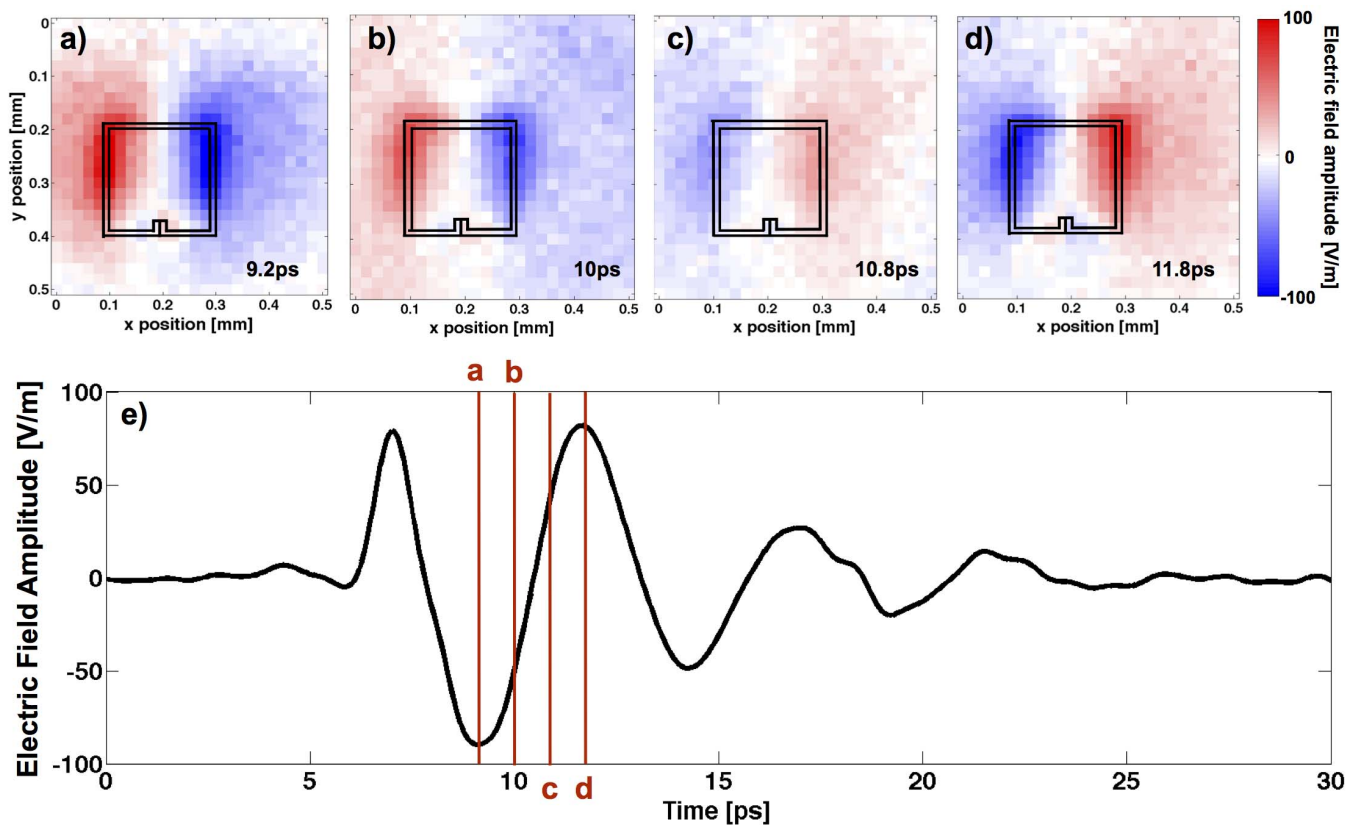 a)
b)
c)
d)
0
0.1
0.2
0.3
0.4
0.5
y position [mm]
9.2ps
10ps
10.8ps
11.8ps
0 0.1 0.2 0.3 0.4 0.5
0 0.1 0.2 0.3 0.4 0.5
0 0.1 0.2 0.3 0.4 0.5
0 0.1 0.2 0.3 0.4 0.5
x position [mm]
x position [mm]
x position [mm]
x position [mm]
100
0
-100
Electric field amplitude [V/m]
a b
e)
100
50
0
-50
-100
Electric Field Amplitude [V/m]
0 5 10 15 20 25 30
c d
Time [ps]